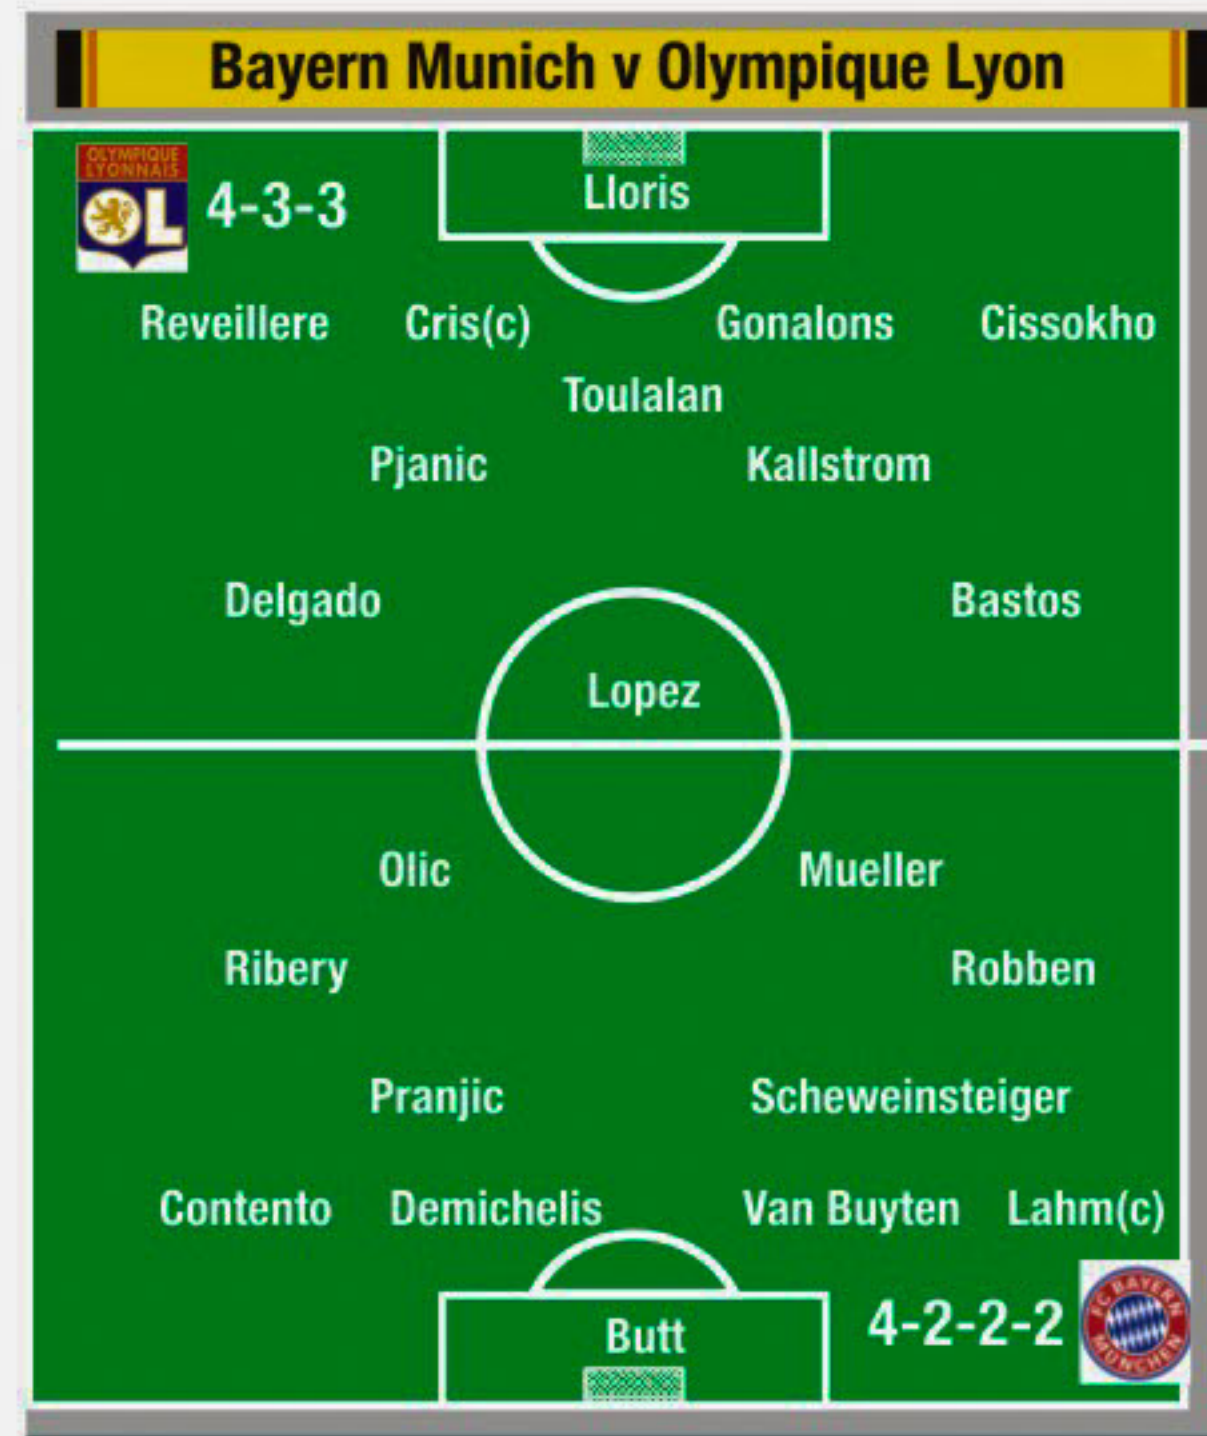 Bayern Munich v Olympique Lyon
OLYMPIQUE
LYONNAIS
OL
4-3-3
Lloris
Reveillere Cris(c) Gonalons Cissokho
Toulalan
Pjanic Kallstrom
Delgado Bastos
Lopez
Olic Mueller
Ribery Robben
Pranjic Scheweinsteiger
Contento Demichelis Van Buyten Lahm(c)
Butt
4-2-2-2
FC BAYERN
MÜNCHEN